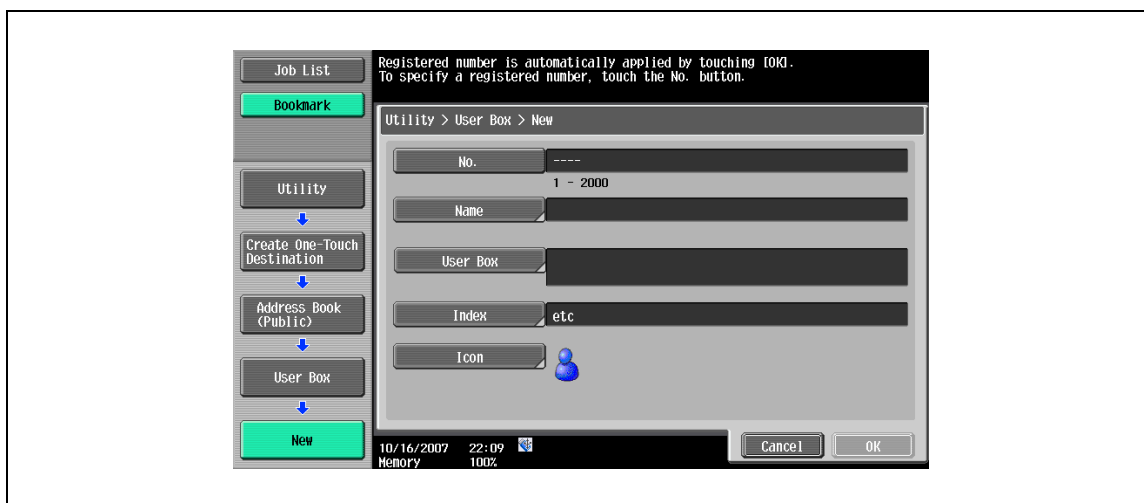 Job List
Bookmark
Utility
Create One-Touch
Destination
Address Book
(Public)
User Box
New
Registered number is automatically applied by touching [OK].
To specify a registered number, touch the No. button.
Utility > User Box > New
No. ----
1 - 2000
Name
User Box
Index etc
Icon
10/16/2007 22:09
Memory 100%
Cancel OK